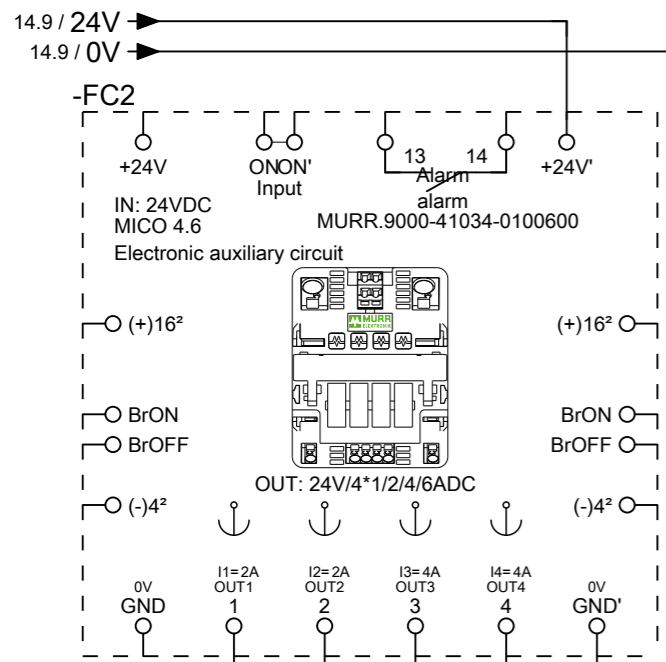 14.9 / 24V
14.9 / 0V
-FC2
+24V
ONON'
Input
13 14
Alarm
alarm
+24V'
IN: 24VDC
MICO 4.6
MURR.9000-41034-0100600
Electronic auxiliary circuit
MURR
ELEKTRONIK
(+)16² (+)16²
BrON BrON
BrOFF BrOFF
OUT: 24V/4*1/2/4/6ADC
(-)4² (-)4²
I1=2A I2=2A I3=4A I4=4A
0V OUT1 OUT2 OUT3 OUT4 0V
GND 1 2 3 4 GND'